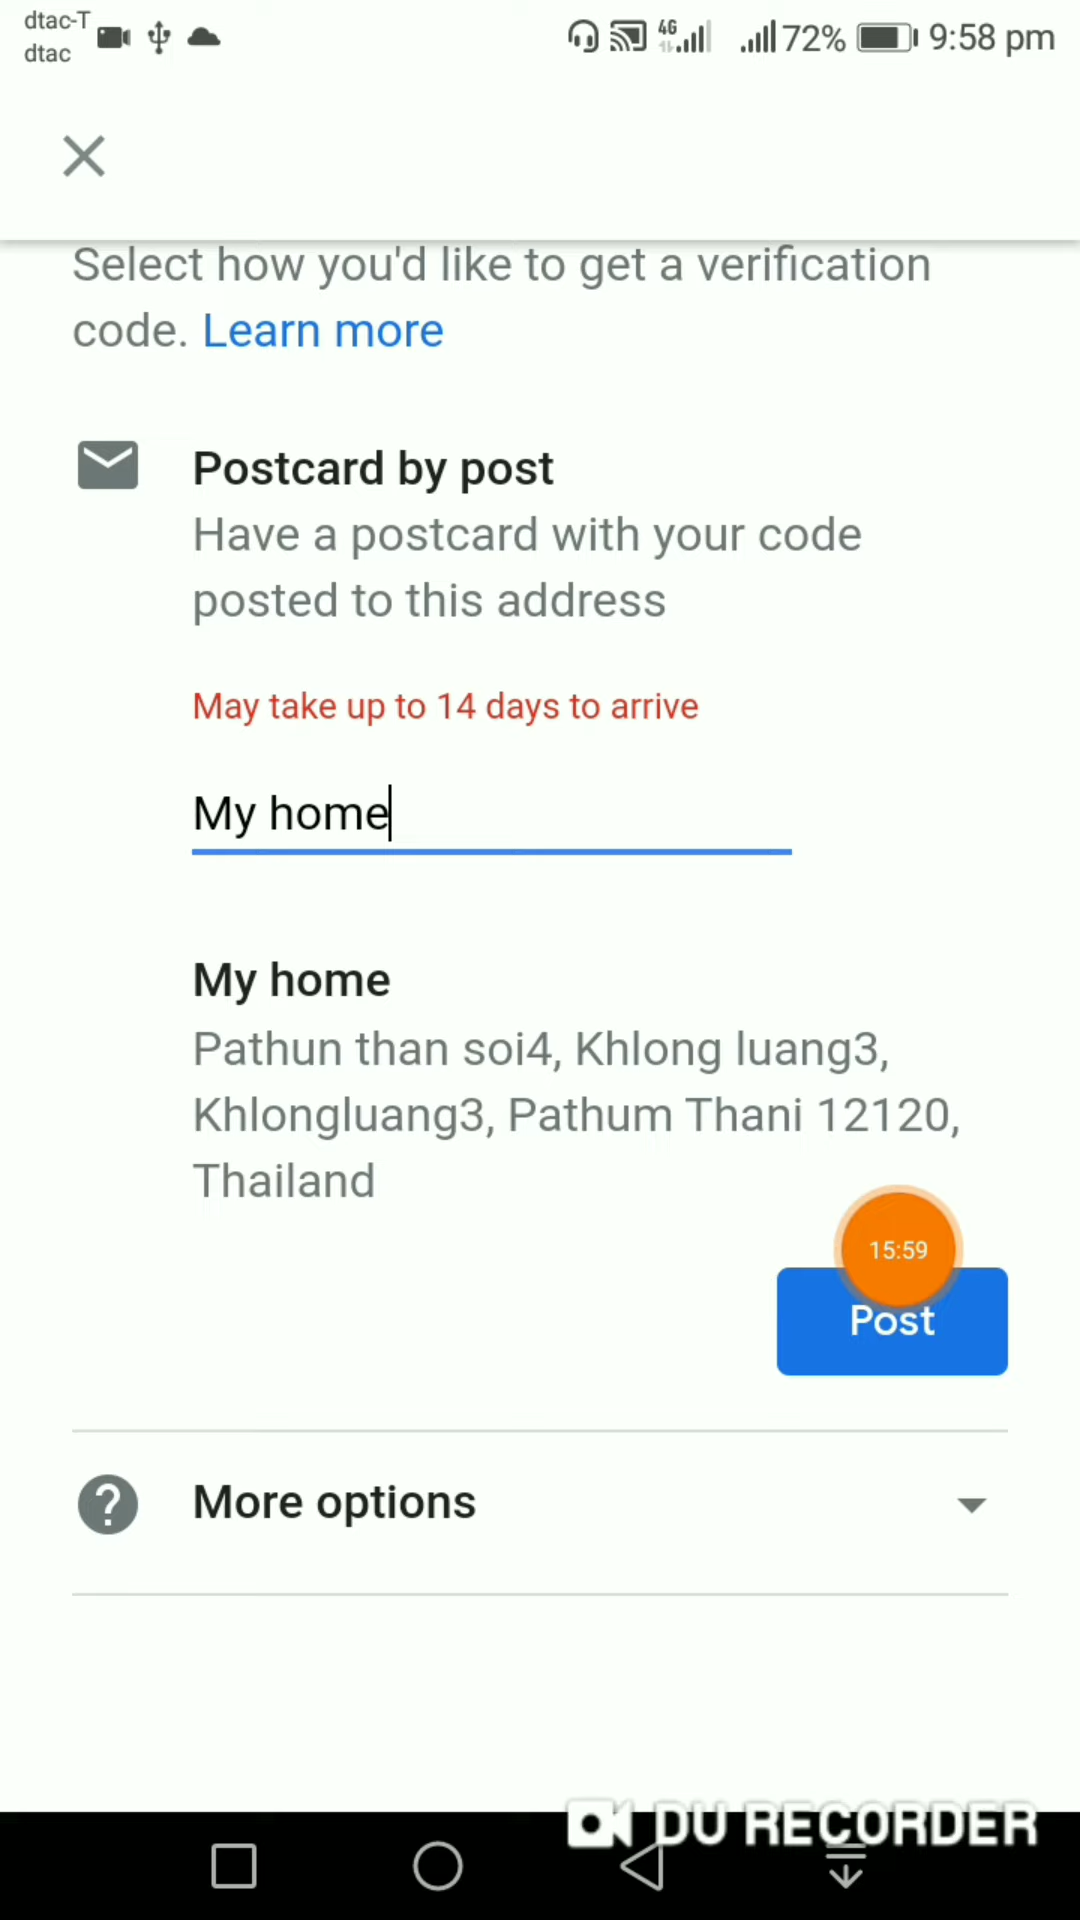 dtac-T
dtac
4G
72%
9:58 pm
Select how you'd like to get a verification
code. Learn more
Postcard by post
Have a postcard with your code
posted to this address
May take up to 14 days to arrive
My home
My home
Pathun than soi4, Khlong luang3,
Khlongluang3, Pathum Thani 12120,
Thailand
15:59
Post
More options
DU RECORDER